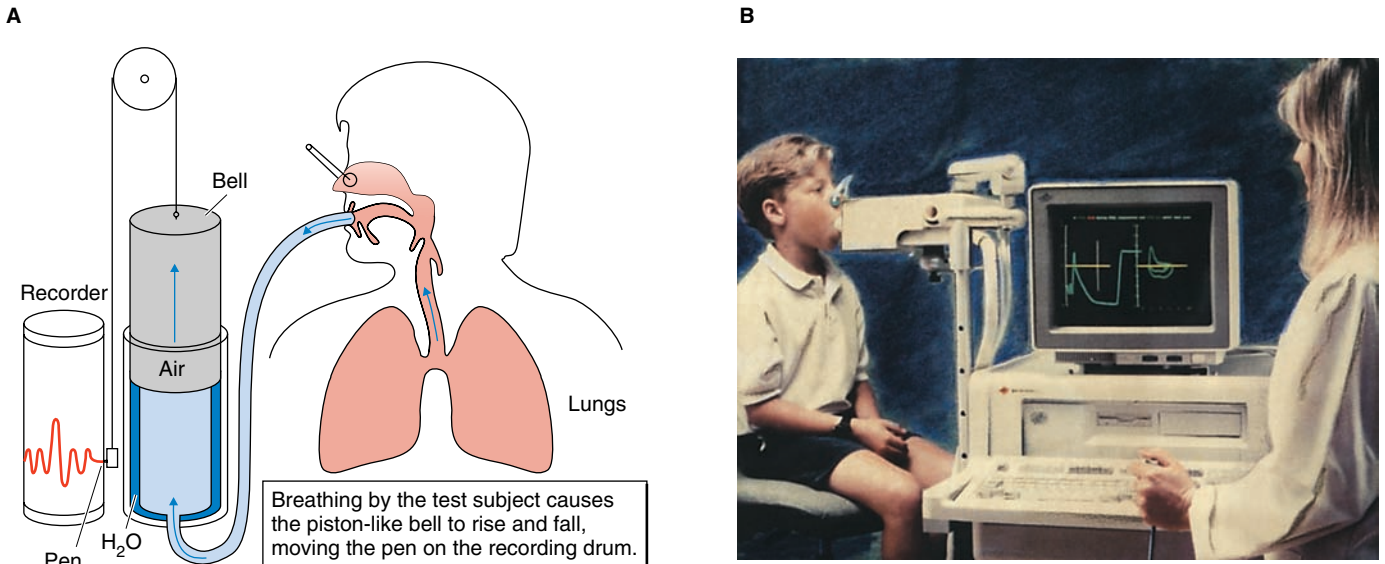 A
B
Bell
Recorder
Air
Lungs
H2O
Pen
Breathing by the test subject causes
the piston-like bell to rise and fall,
moving the pen on the recording drum.